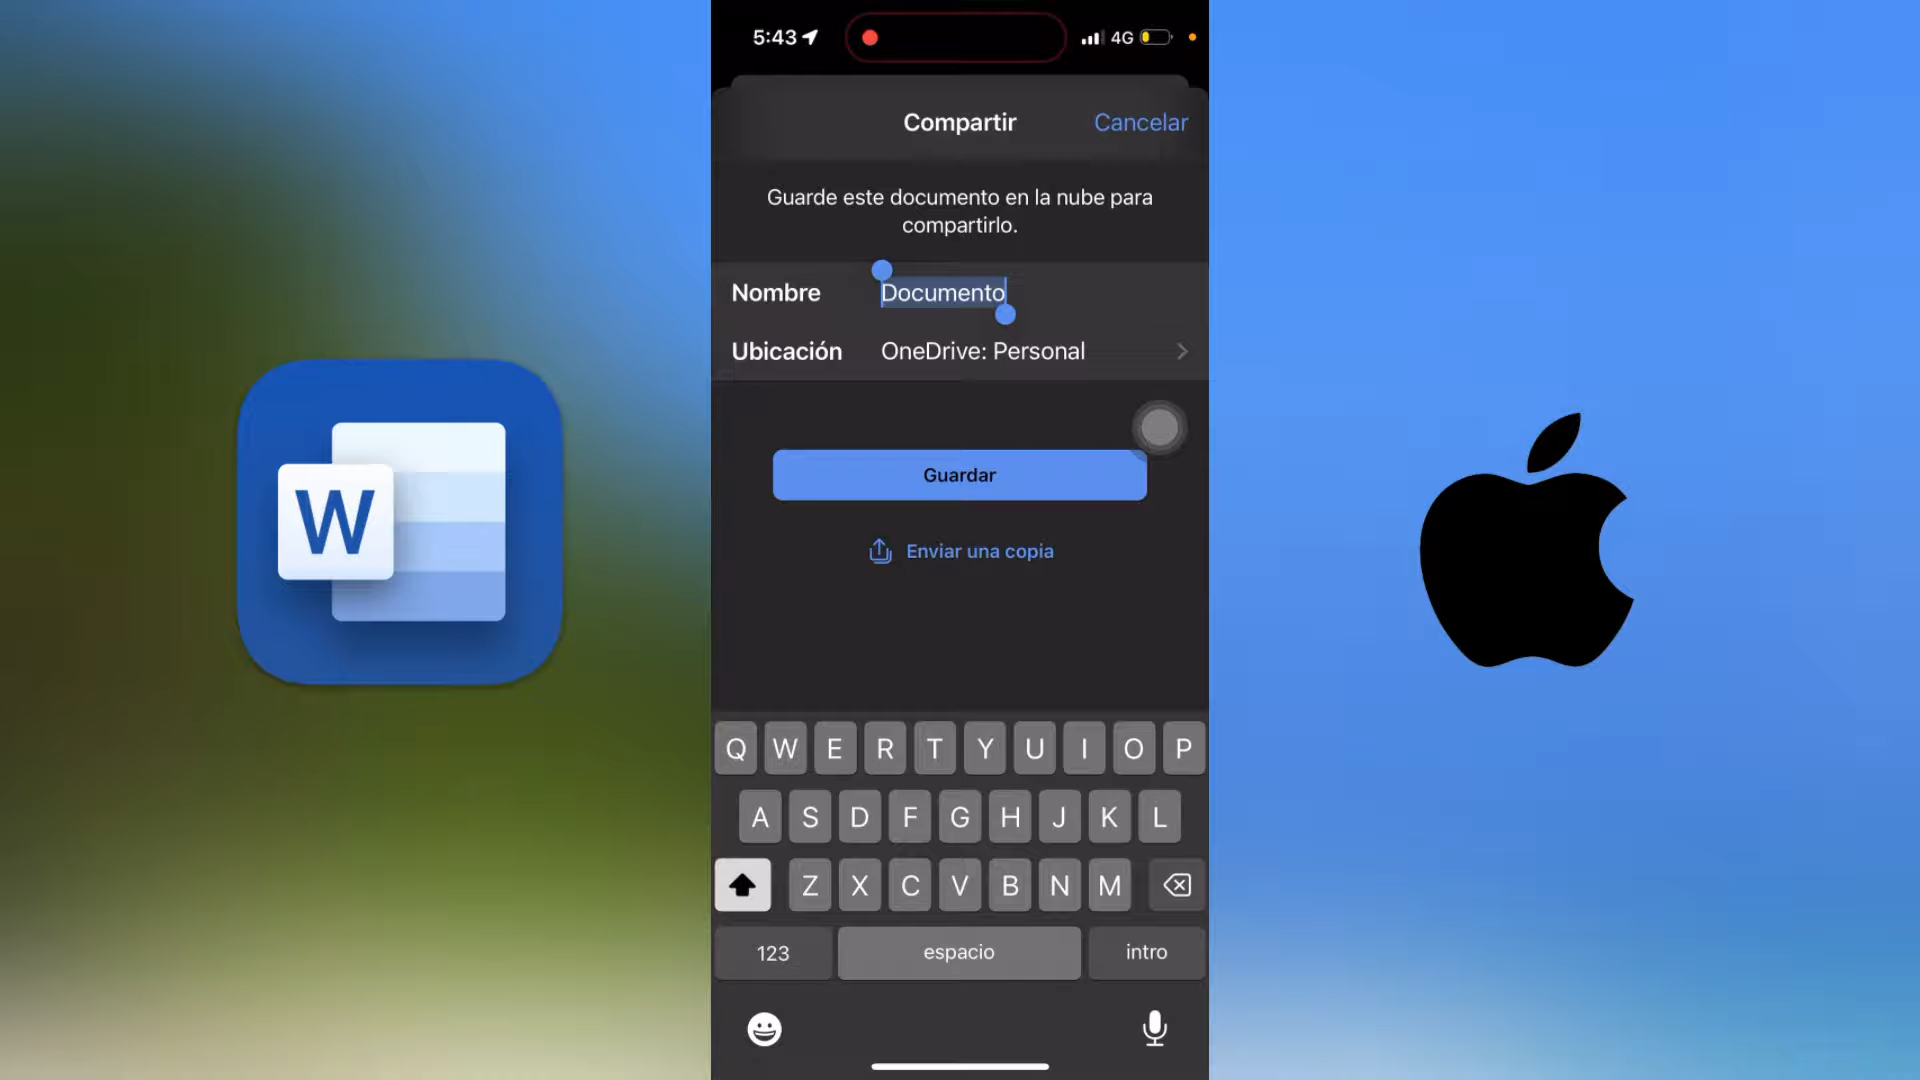 5:43 4G
Compartir Cancelar
Guarde este documento en la nube para
compartirlo.
Nombre Documento
Ubicación OneDrive: Personal
Guardar
Enviar una copia
W
Q W E R T Y U I O P
A S D F G H J K L
Z X C V B N M
123 espacio intro